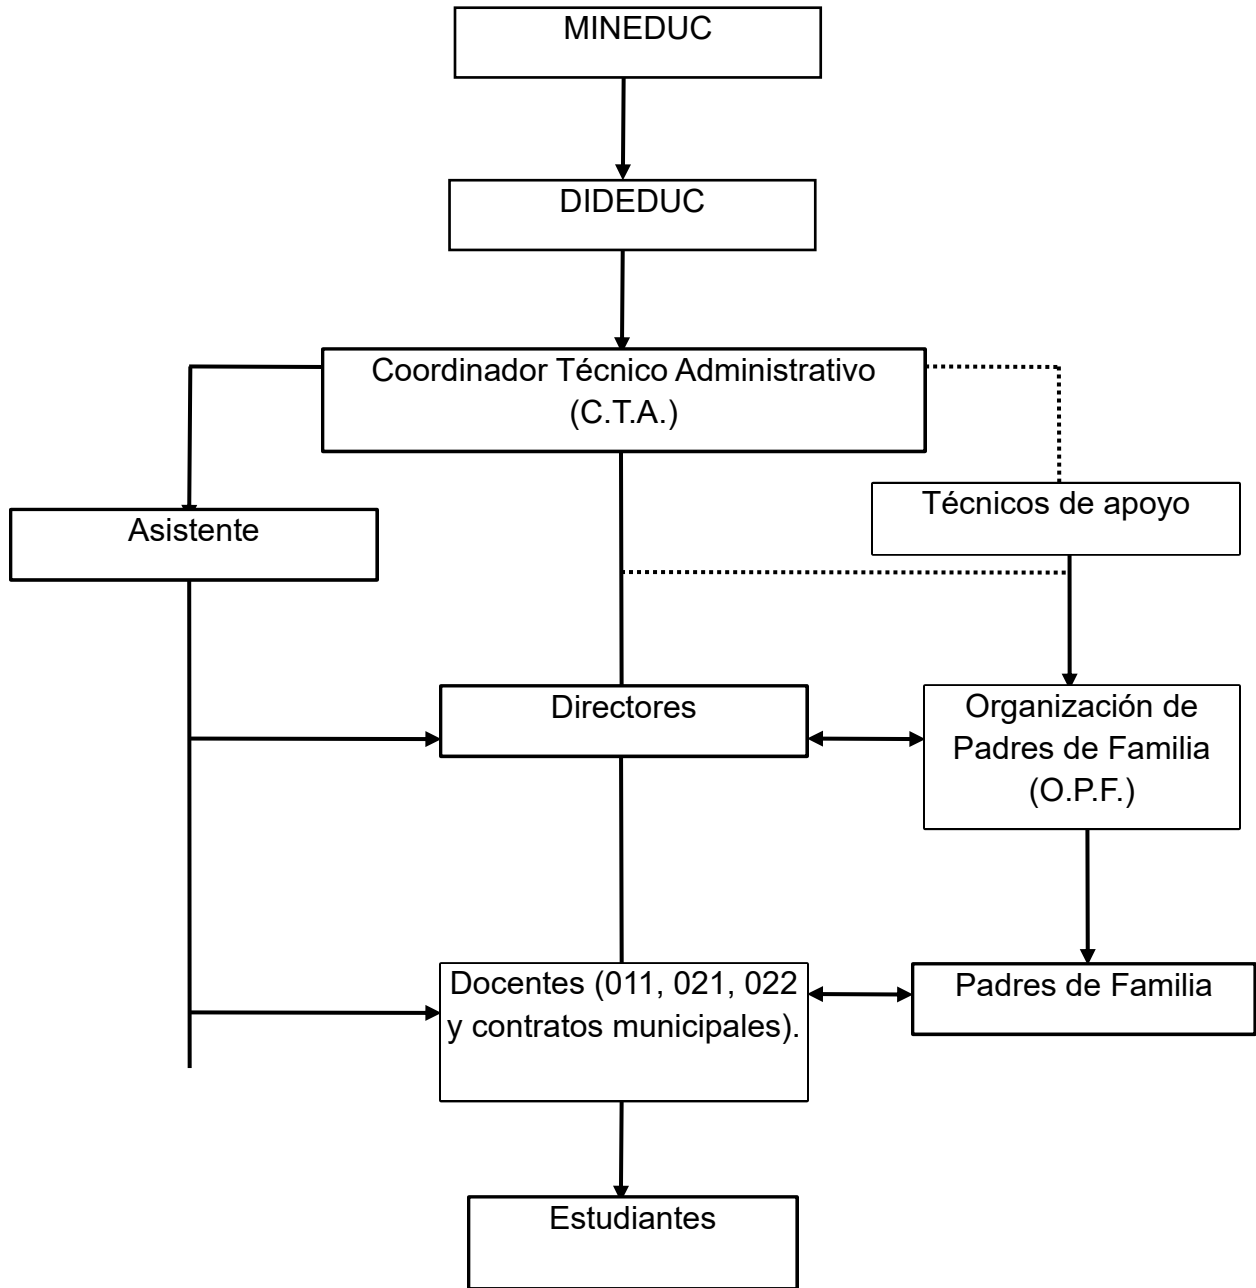 MINEDUC
DIDEDUC
Coordinador Técnico Administrativo
(C.T.A.)
Técnicos de apoyo
Asistente
Directores
Organización de
Padres de Familia
(O.P.F.)
Docentes (011, 021, 022
y contratos municipales).
Padres de Familia
Estudiantes